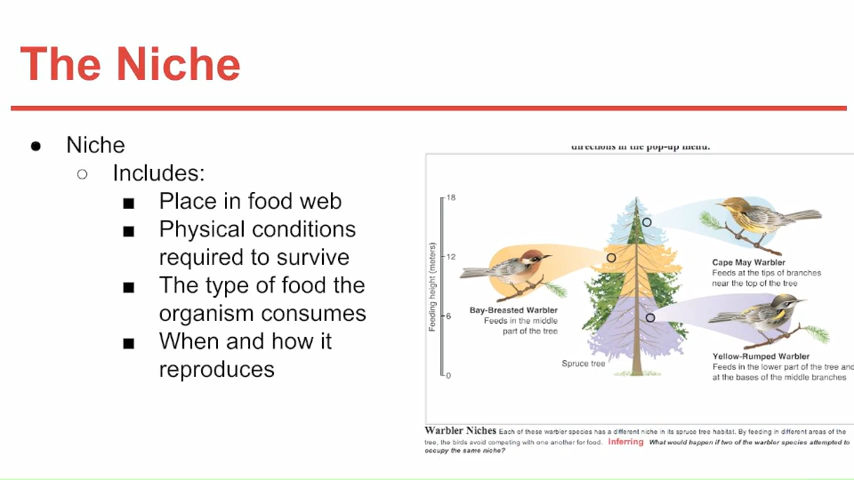 The Niche
● Niche
○ Includes:
■ Place in food web
■ Physical conditions
required to survive
■ The type of food the
organism consumes
■ When and how it
reproduces
directions in the pop-up menu.
18
12
6
0
Feeding height (meters)
Cape May Warbler
Feeds at the tips of branches
near the top of the tree
Bay-Breasted Warbler
Feeds in the middle
part of the tree
Spruce tree
Yellow-Rumped Warbler
Feeds in the lower part of the tree and
at the bases of the middle branches
Warbler Niches Each of these warbler species has a different niche in its spruce tree habitat. By feeding in different areas of the
tree, the birds avoid competing with one another for food. Inferring What would happen if two of the warbler species attempted to
occupy the same niche?